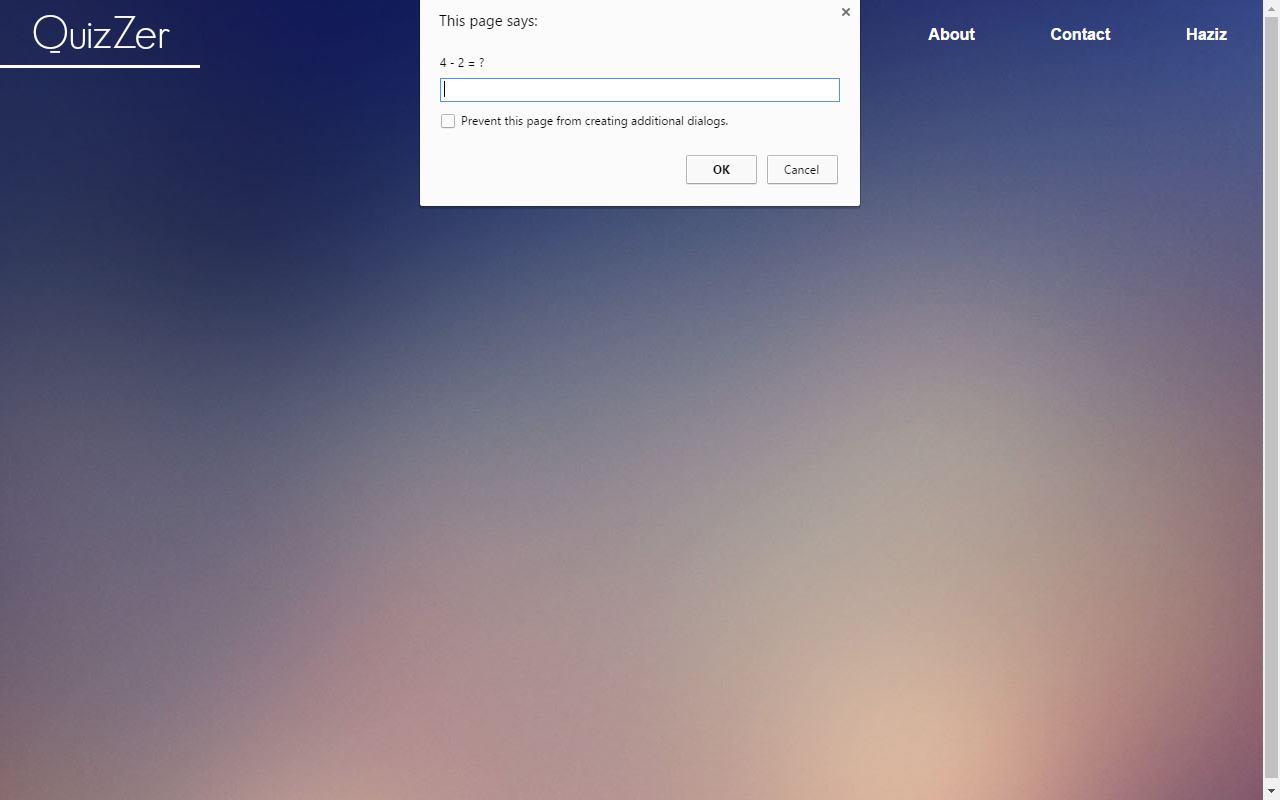 QuizZer
This page says:
About
Contact
Haziz
4 - 2 = ?
Prevent this page from creating additional dialogs.
OK
Cancel